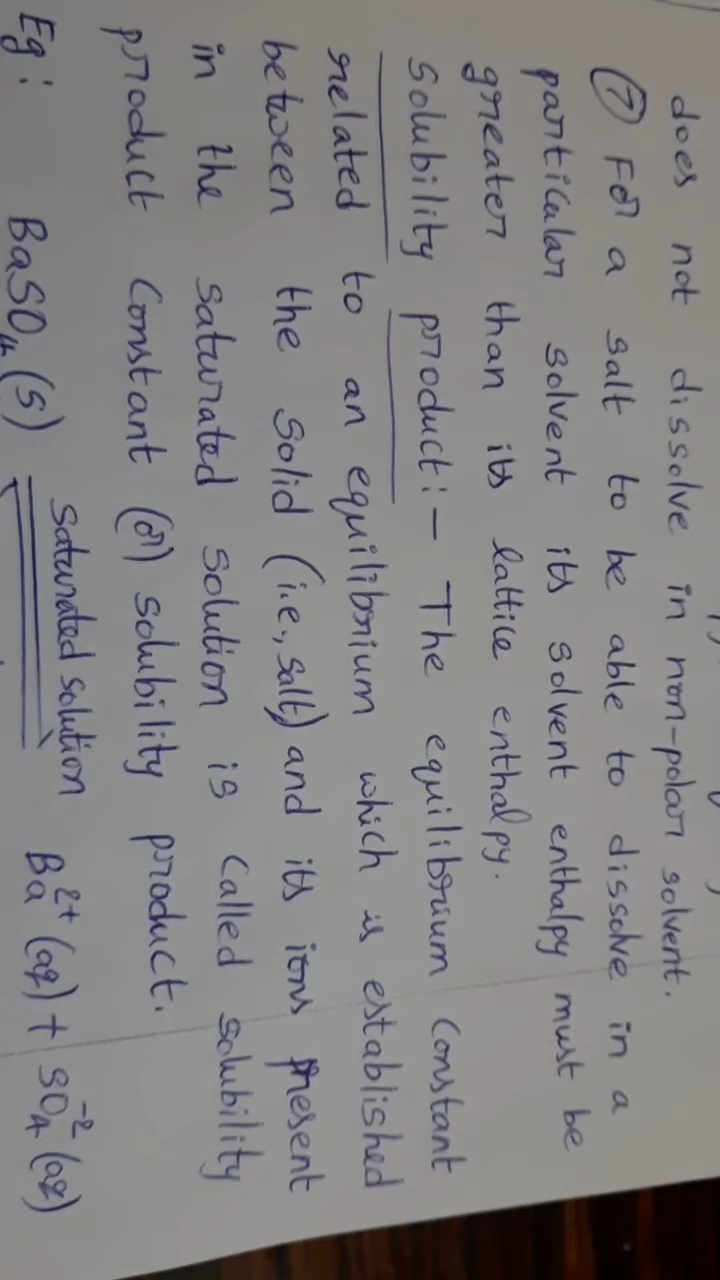 does not dissolve in non-polar solvent.
⑦ For a salt to be able to dissolve in a
particular solvent its solvent enthalpy must be
greater than its lattice enthalpy.
Solubility product:- The equilibrium constant
related to an equilibrium which is established
between the solid (i.e., salt) and its ions present
in the saturated solution is called solubility
product constant (or) solubility product.
Eg: BaSO₄(s) saturated solution Ba²⁺(aq) + SO₄⁻²(aq)